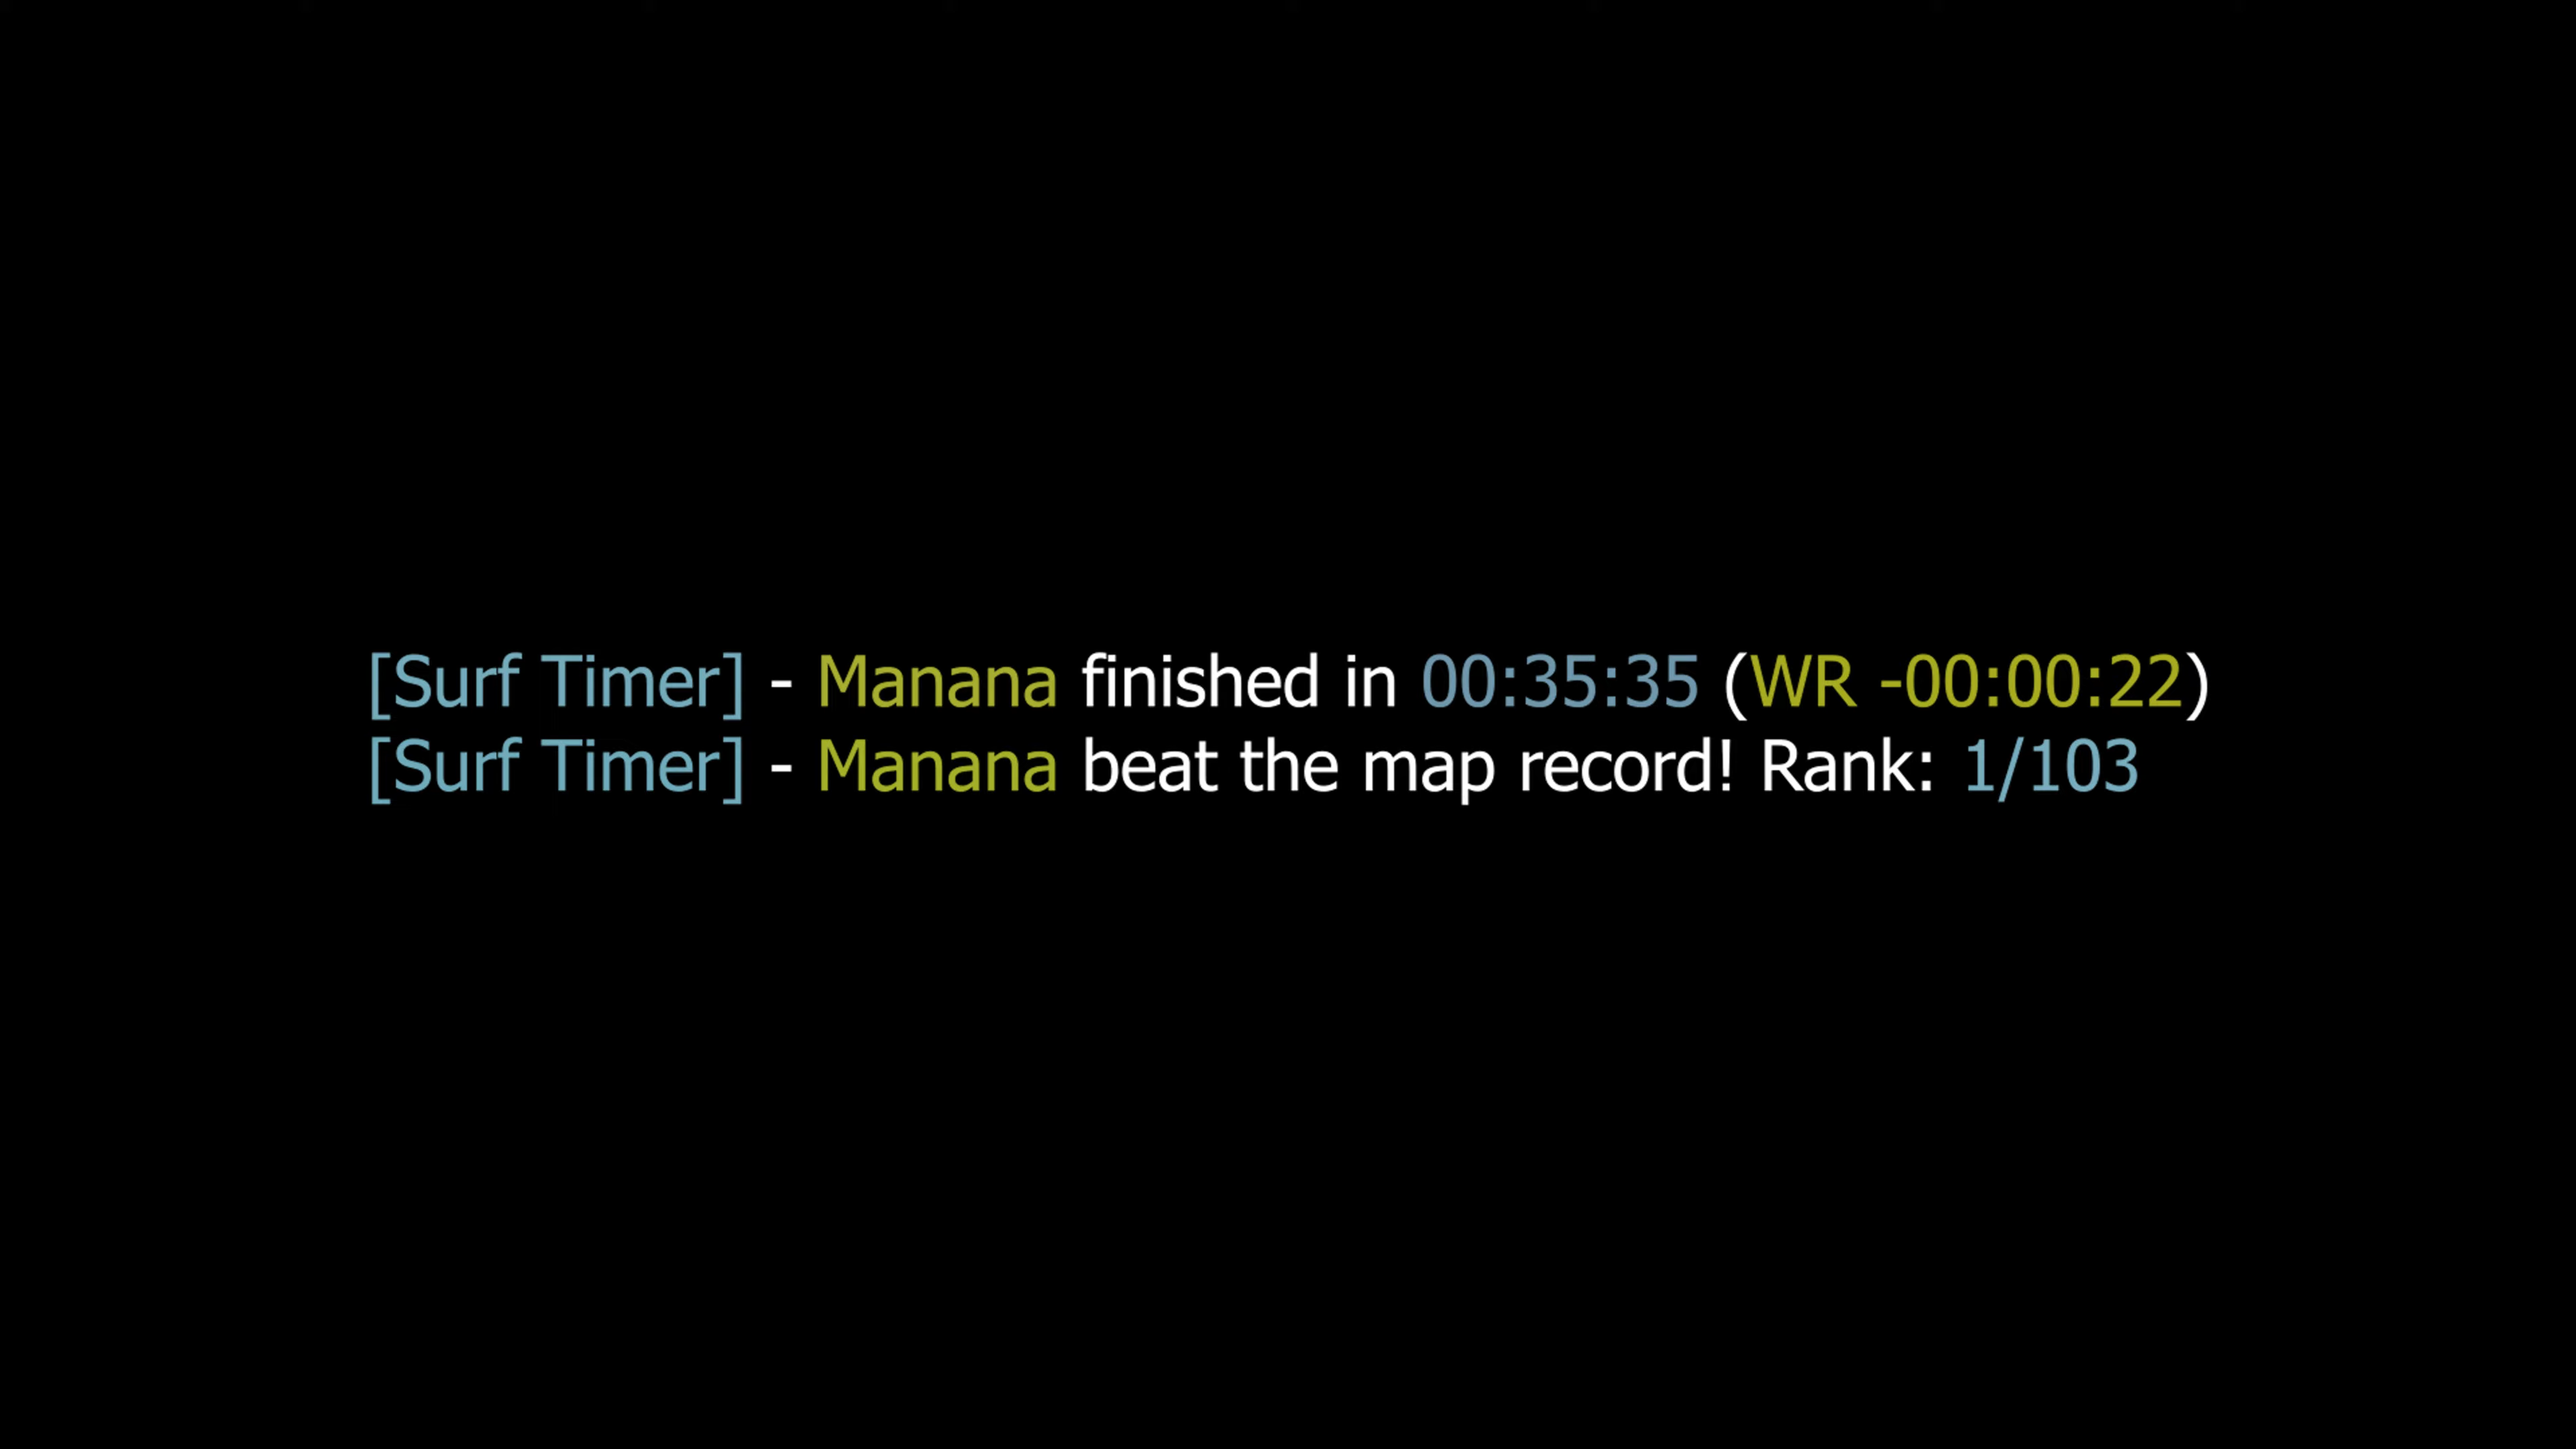 [Surf Timer] - Manana finished in 00:35:35 (WR -00:00:22)
[Surf Timer] - Manana beat the map record! Rank: 1/103